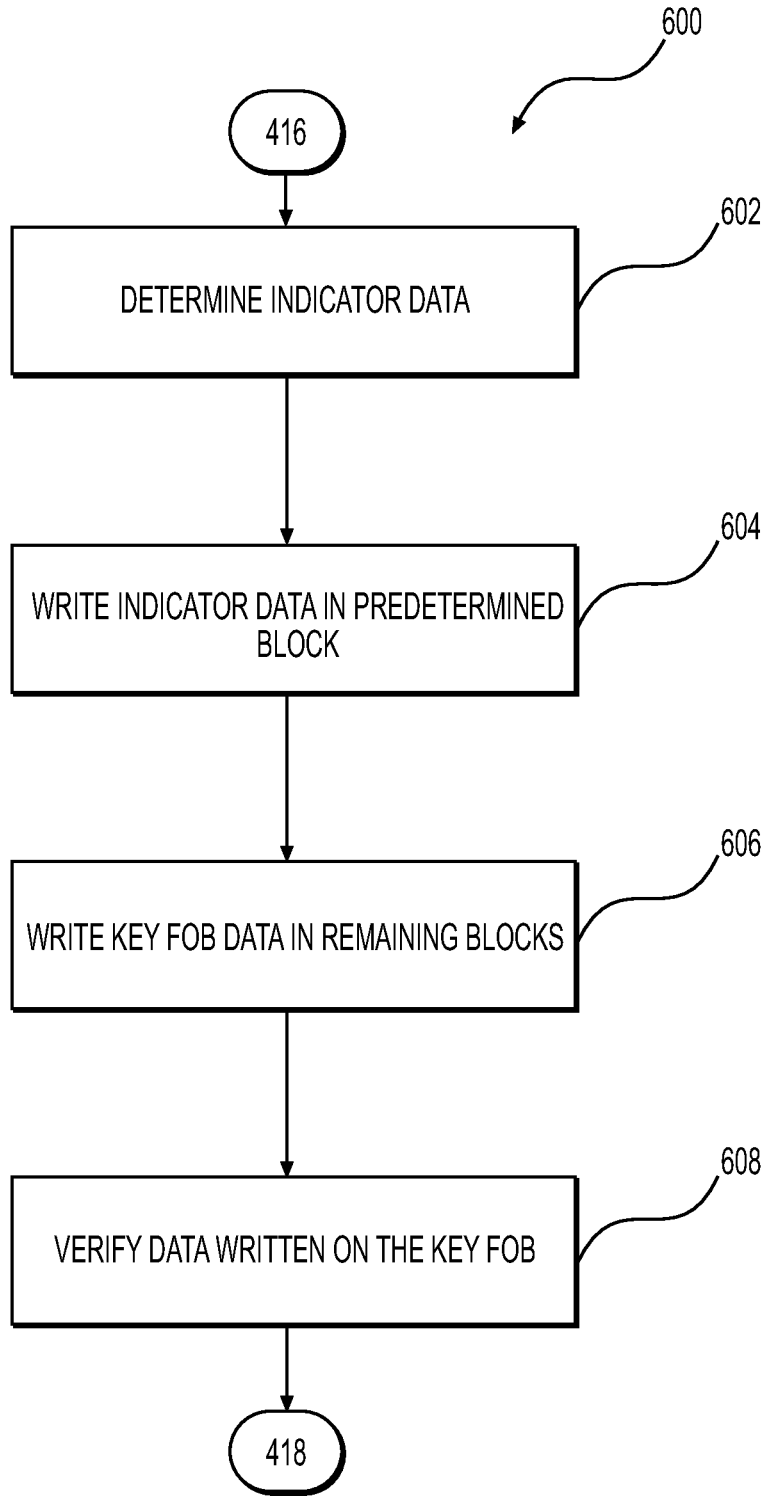 600
416
602
DETERMINE INDICATOR DATA
604
WRITE INDICATOR DATA IN PREDETERMINED
BLOCK
606
WRITE KEY FOB DATA IN REMAINING BLOCKS
608
VERIFY DATA WRITTEN ON THE KEY FOB
418